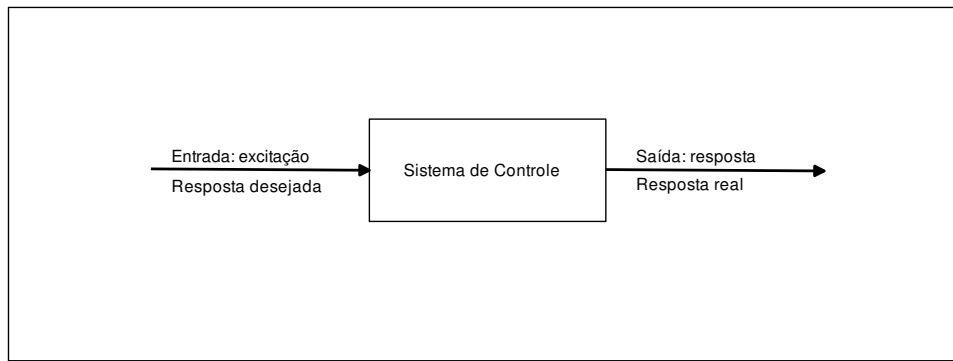 Entrada: excitação
Resposta desejada
Sistema de Controle
Saída: resposta
Resposta real